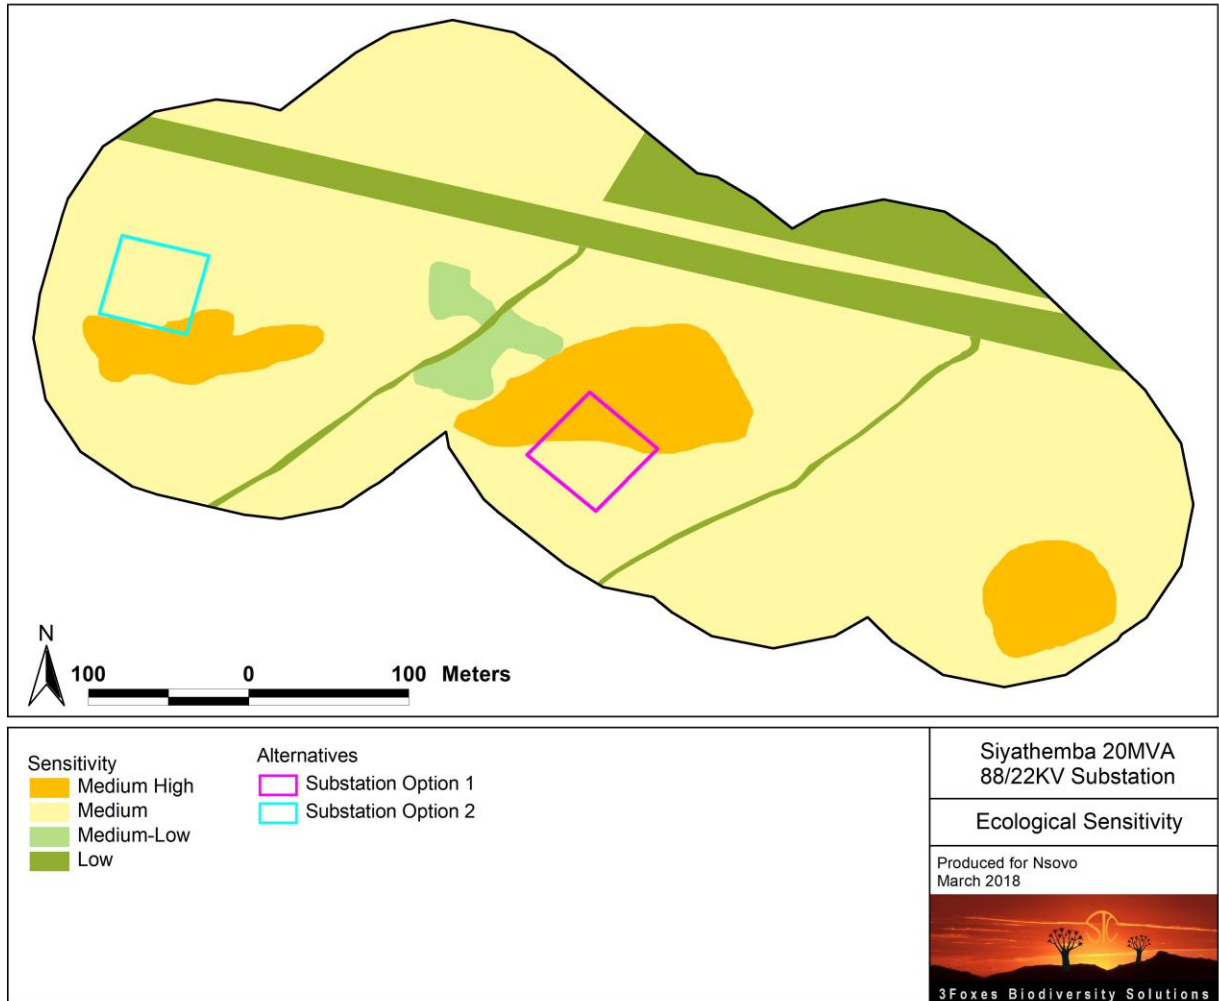 N
100 0 100 Meters
Sensitivity
Medium High
Medium
Medium-Low
Low
Alternatives
Substation Option 1
Substation Option 2
Siyathemba 20MVA
88/22KV Substation
Ecological Sensitivity
Produced for Nsovo
March 2018
STC
3Foxes Biodiversity Solutions